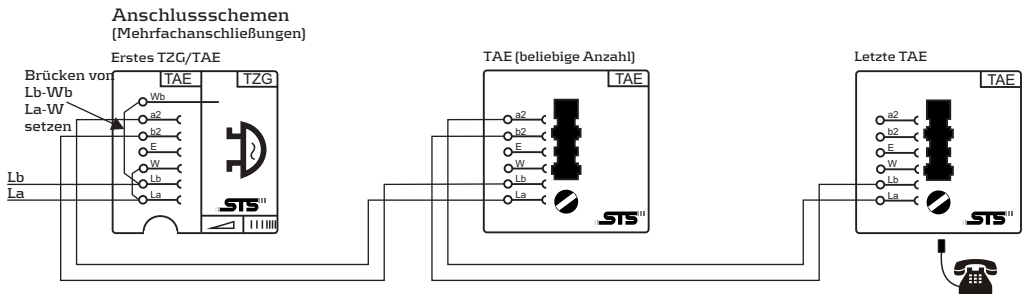 Anschlussschemen
(Mehrfachanschließungen)
Erstes TZG/TAE
TAE (beliebige Anzahl)
Letzte TAE
Brücken von
Lb-Wb
La-W
setzen
TAE
TZG
Wb
a2
b2
E
W
Lb
La
STS
Lb
La
TAE
a2
b2
E
W
Lb
La
STS
TAE
a2
b2
E
W
Lb
La
STS